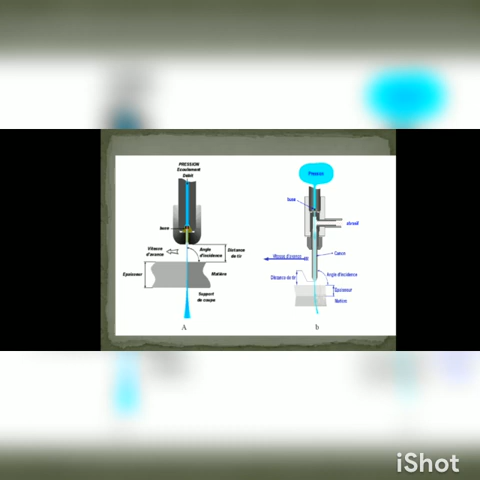 PRESSION
Ecoulement
Débit
buse
Vitesse
d'avance
Angle
d'incidence
Distance
de tir
Epaisseur
Matière
Support
de coupe
A
Pression
buse
abrasif
Canon
Vitesse d'avance
Distance de tir
Angle d'incidence
Epaisseur
Matière
b
iShot